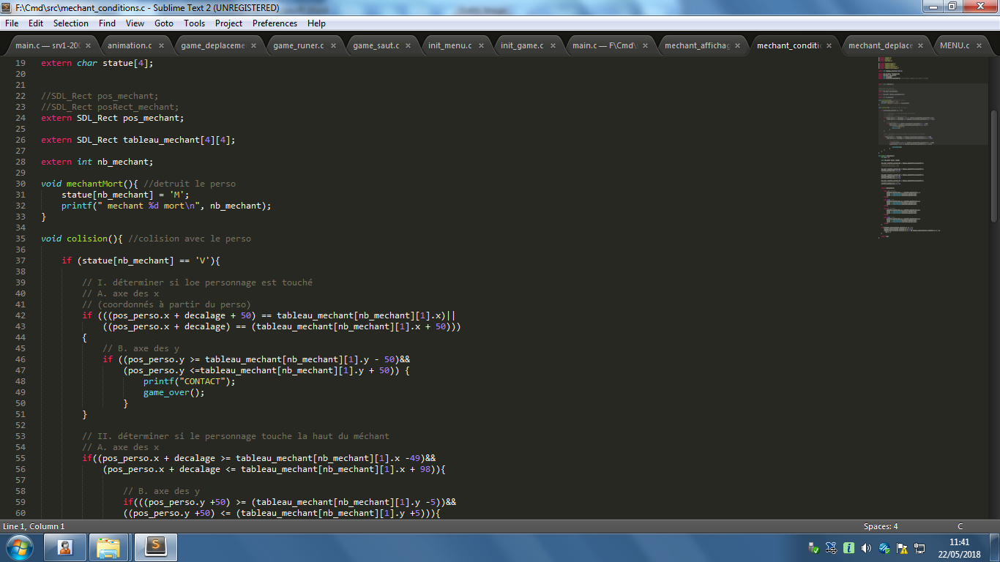 F:\Cmd\src\mechant_conditions.c - Sublime Text 2 (UNREGISTERED)
File Edit Selection Find View Goto Tools Project Preferences Help
main.c — srv1-20( × animation.c × game_deplaceme × game_runer.c × game_saut.c × init_menu.c × init_game.c × main.c — F:\Cmd\ × mechant_affichag × mechant_conditi × mechant_deplace × MENU.c ×
19 extern char statue[4];
20
21
22 //SDL_Rect pos_mechant;
23 //SDL_Rect posRect_mechant;
24 extern SDL_Rect pos_mechant;
25
26 extern SDL_Rect tableau_mechant[4][4];
27
28 extern int nb_mechant;
29
30 void mechantMort(){ //detruit le perso
31     statue[nb_mechant] = 'M';
32     printf(" mechant %d mort\n", nb_mechant);
33 }
34
35 void colision(){ //colision avec le perso
36
37     if (statue[nb_mechant] == 'V'){
38
39         // I. déterminer si loe personnage est touché
40         // A. axe des x
41         // (coordonnés à partir du perso)
42         if (((pos_perso.x + decalage + 50) == tableau_mechant[nb_mechant][1].x)||
43             ((pos_perso.x + decalage) == (tableau_mechant[nb_mechant][1].x + 50)))
44         {
45             // B. axe des y
46             if ((pos_perso.y >= tableau_mechant[nb_mechant][1].y - 50)&&
47                 (pos_perso.y <=tableau_mechant[nb_mechant][1].y + 50)) {
48                     printf("CONTACT");
49                     game_over();
50                 }
51         }
52
53         // II. déterminer si le personnage touche la haut du méchant
54         // A. axe des x
55         if((pos_perso.x + decalage >= tableau_mechant[nb_mechant][1].x -49)&&
56             (pos_perso.x + decalage <= tableau_mechant[nb_mechant][1].x + 98)){
57
58                 // B. axe des y
59                 if(((pos_perso.y +50) >= (tableau_mechant[nb_mechant][1].y -5))&&
60                 ((pos_perso.y +50) <= (tableau_mechant[nb_mechant][1].y +5))){
Line 1, Column 1 Spaces: 4 C
11:41
22/05/2018